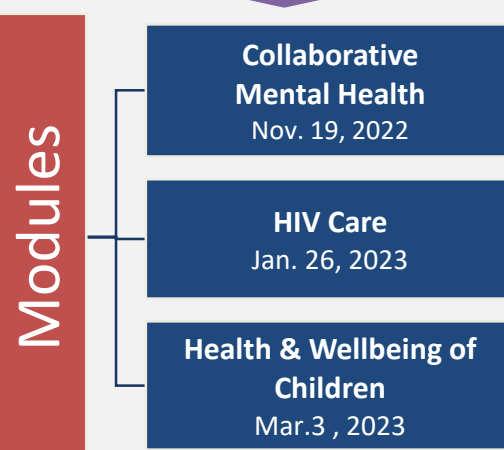 Modules
Collaborative
Mental Health
Nov. 19, 2022
HIV Care
Jan. 26, 2023
Health & Wellbeing of
Children
Mar.3 , 2023